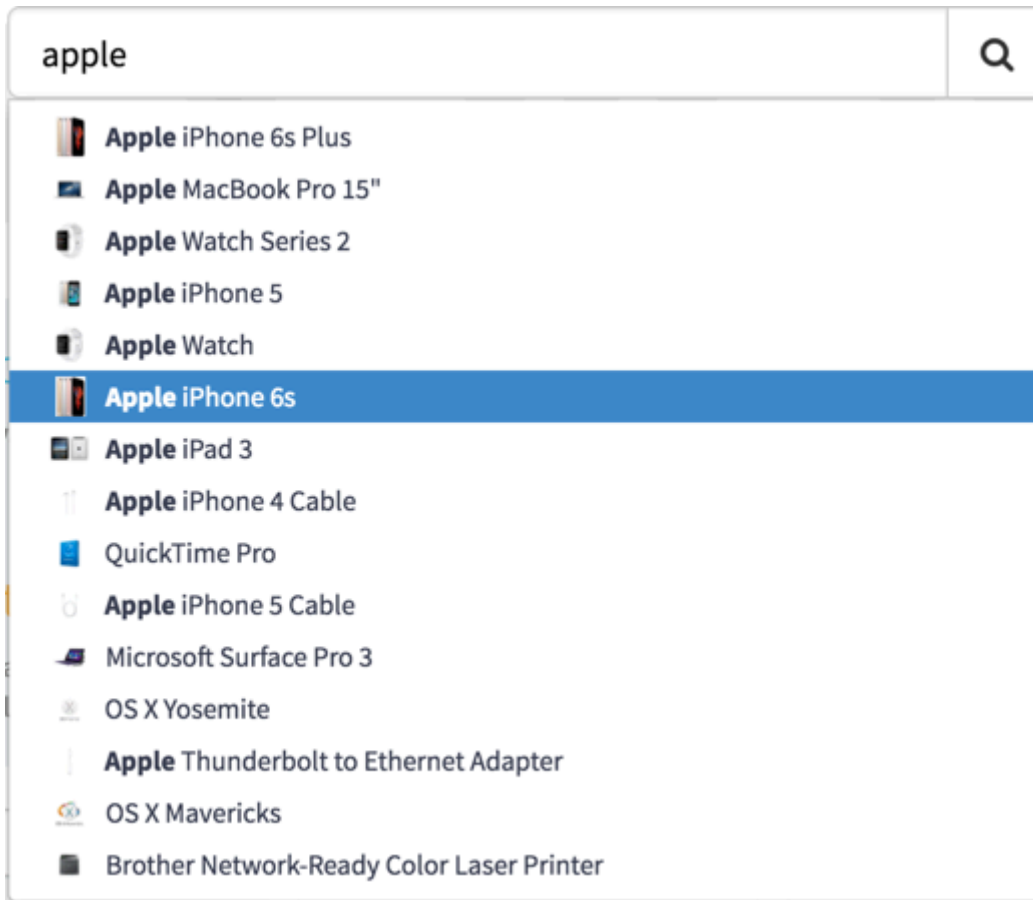 apple
Apple iPhone 6s Plus
Apple MacBook Pro 15"
Apple Watch Series 2
Apple iPhone 5
Apple Watch
Apple iPhone 6s
Apple iPad 3
Apple iPhone 4 Cable
QuickTime Pro
Apple iPhone 5 Cable
Microsoft Surface Pro 3
OS X Yosemite
Apple Thunderbolt to Ethernet Adapter
OS X Mavericks
Brother Network-Ready Color Laser Printer